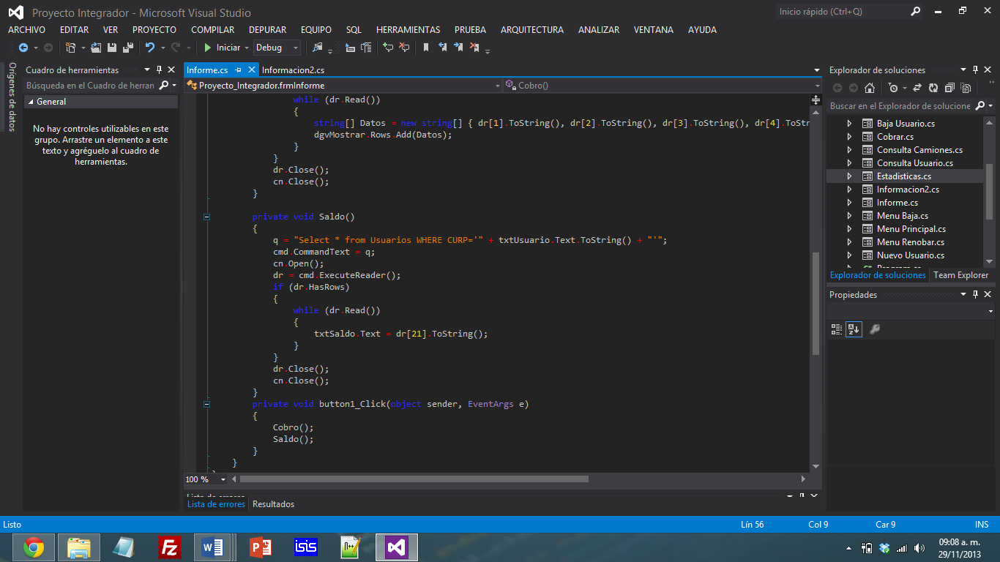 Proyecto Integrador - Microsoft Visual Studio
Inicio rápido (Ctrl+Q)
ARCHIVO EDITAR VER PROYECTO COMPILAR DEPURAR EQUIPO SQL HERRAMIENTAS PRUEBA ARQUITECTURA ANALIZAR VENTANA AYUDA
Iniciar Debug
Orígenes de datos
Cuadro de herramientas
Búsqueda en el Cuadro de herran
General
No hay controles utilizables en este
grupo. Arrastre un elemento a este
texto y agréguelo al cuadro de
herramientas.
Informe.cs Informacion2.cs
Proyecto_Integrador.frmInforme Cobro()
while (dr.Read())
{
string[] Datos = new string[] { dr[1].ToString(), dr[2].ToString(), dr[3].ToString(), dr[4].ToStr
dgvMostrar.Rows.Add(Datos);
}
}
dr.Close();
cn.Close();
}
private void Saldo()
{
q = "Select * from Usuarios WHERE CURP='" + txtUsuario.Text.ToString() + "'";
cmd.CommandText = q;
cn.Open();
dr = cmd.ExecuteReader();
if (dr.HasRows)
{
while (dr.Read())
{
txtSaldo.Text = dr[21].ToString();
}
}
dr.Close();
cn.Close();
}
private void button1_Click(object sender, EventArgs e)
{
Cobro();
Saldo();
}
}
100 %
Lista de errores
Lista de errores Resultados
Explorador de soluciones
Buscar en el Explorador de solucione
Baja Usuario.cs
Cobrar.cs
Consulta Camiones.cs
Consulta Usuario.cs
Estadisticas.cs
Informacion2.cs
Informe.cs
Menu Baja.cs
Menu Principal.cs
Menu Renobar.cs
Nuevo Usuario.cs
Program.cs
Explorador de soluciones Team Explorer
Propiedades
Listo Lín 56 Col 9 Car 9 INS
isis
09:08 a. m.
29/11/2013